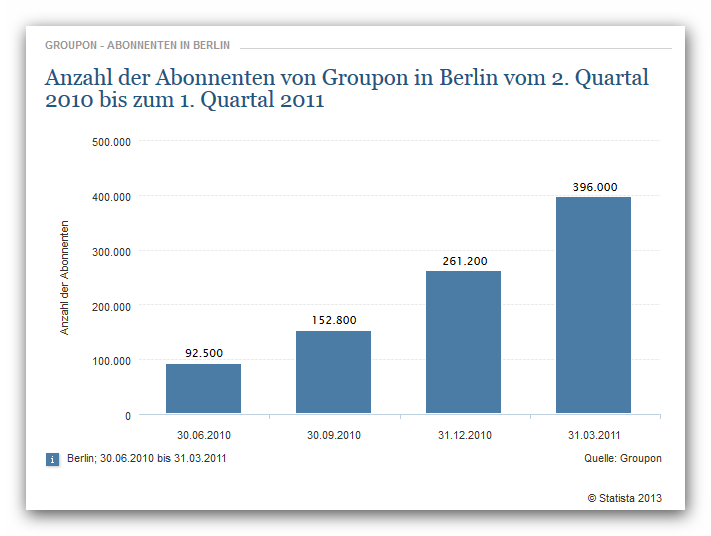 GROUPON - ABONNENTEN IN BERLIN
Anzahl der Abonnenten von Groupon in Berlin vom 2. Quartal
2010 bis zum 1. Quartal 2011
500.000
400.000
300.000
200.000
100.000
0
Anzahl der Abonnenten
92.500
152.800
261.200
396.000
30.06.2010
30.09.2010
31.12.2010
31.03.2011
i Berlin; 30.06.2010 bis 31.03.2011
Quelle: Groupon
© Statista 2013